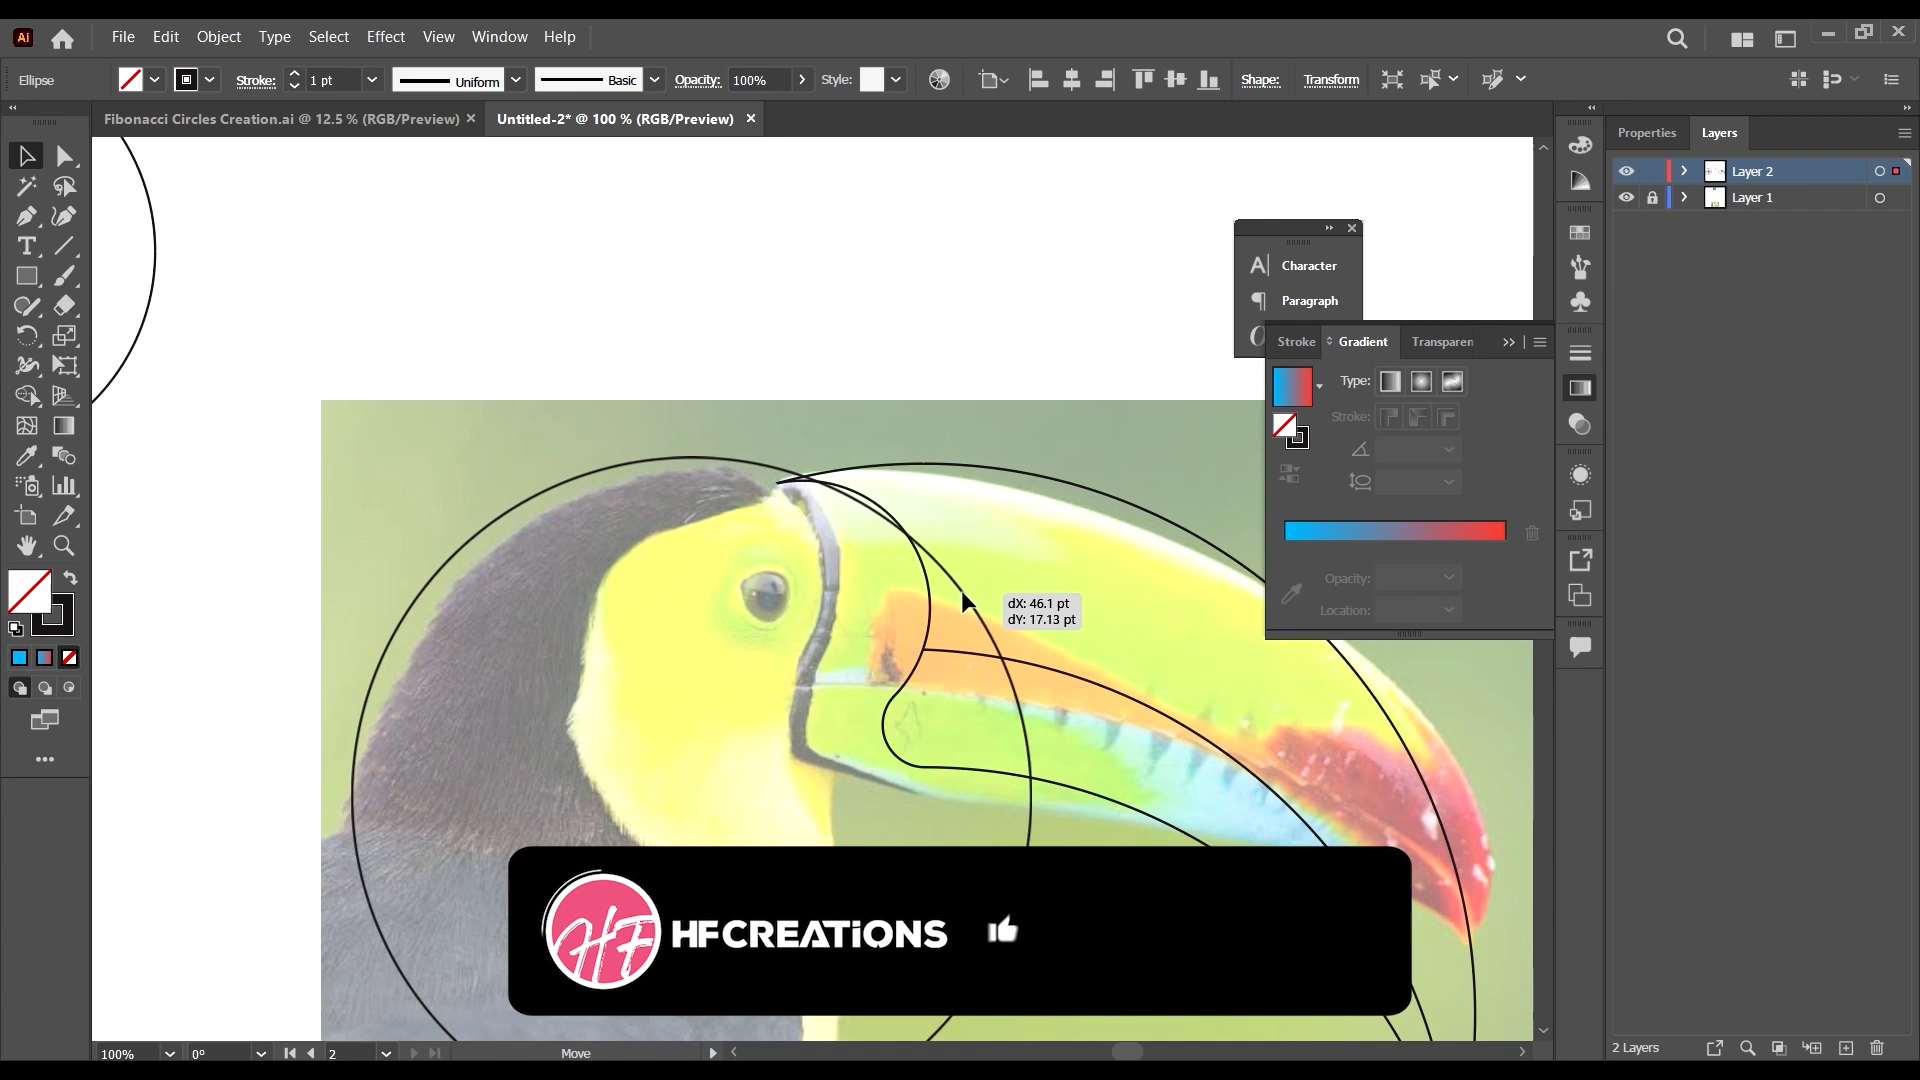 Ai File Edit Object Type Select Effect View Window Help
Ellipse Stroke: 1 pt Uniform Basic Opacity: 100% Style: Shape: Transform
Fibonacci Circles Creation.ai @ 12.5 % (RGB/Preview) Untitled-2* @ 100 % (RGB/Preview)
Properties Layers
Layer 2
Layer 1
Character
Paragraph
Stroke Gradient Transparen
Type:
Stroke:
Opacity:
Location:
dX: 46.1 pt
dY: 17.13 pt
HF HFCREATiONS
100% 0° 2 Move
2 Layers